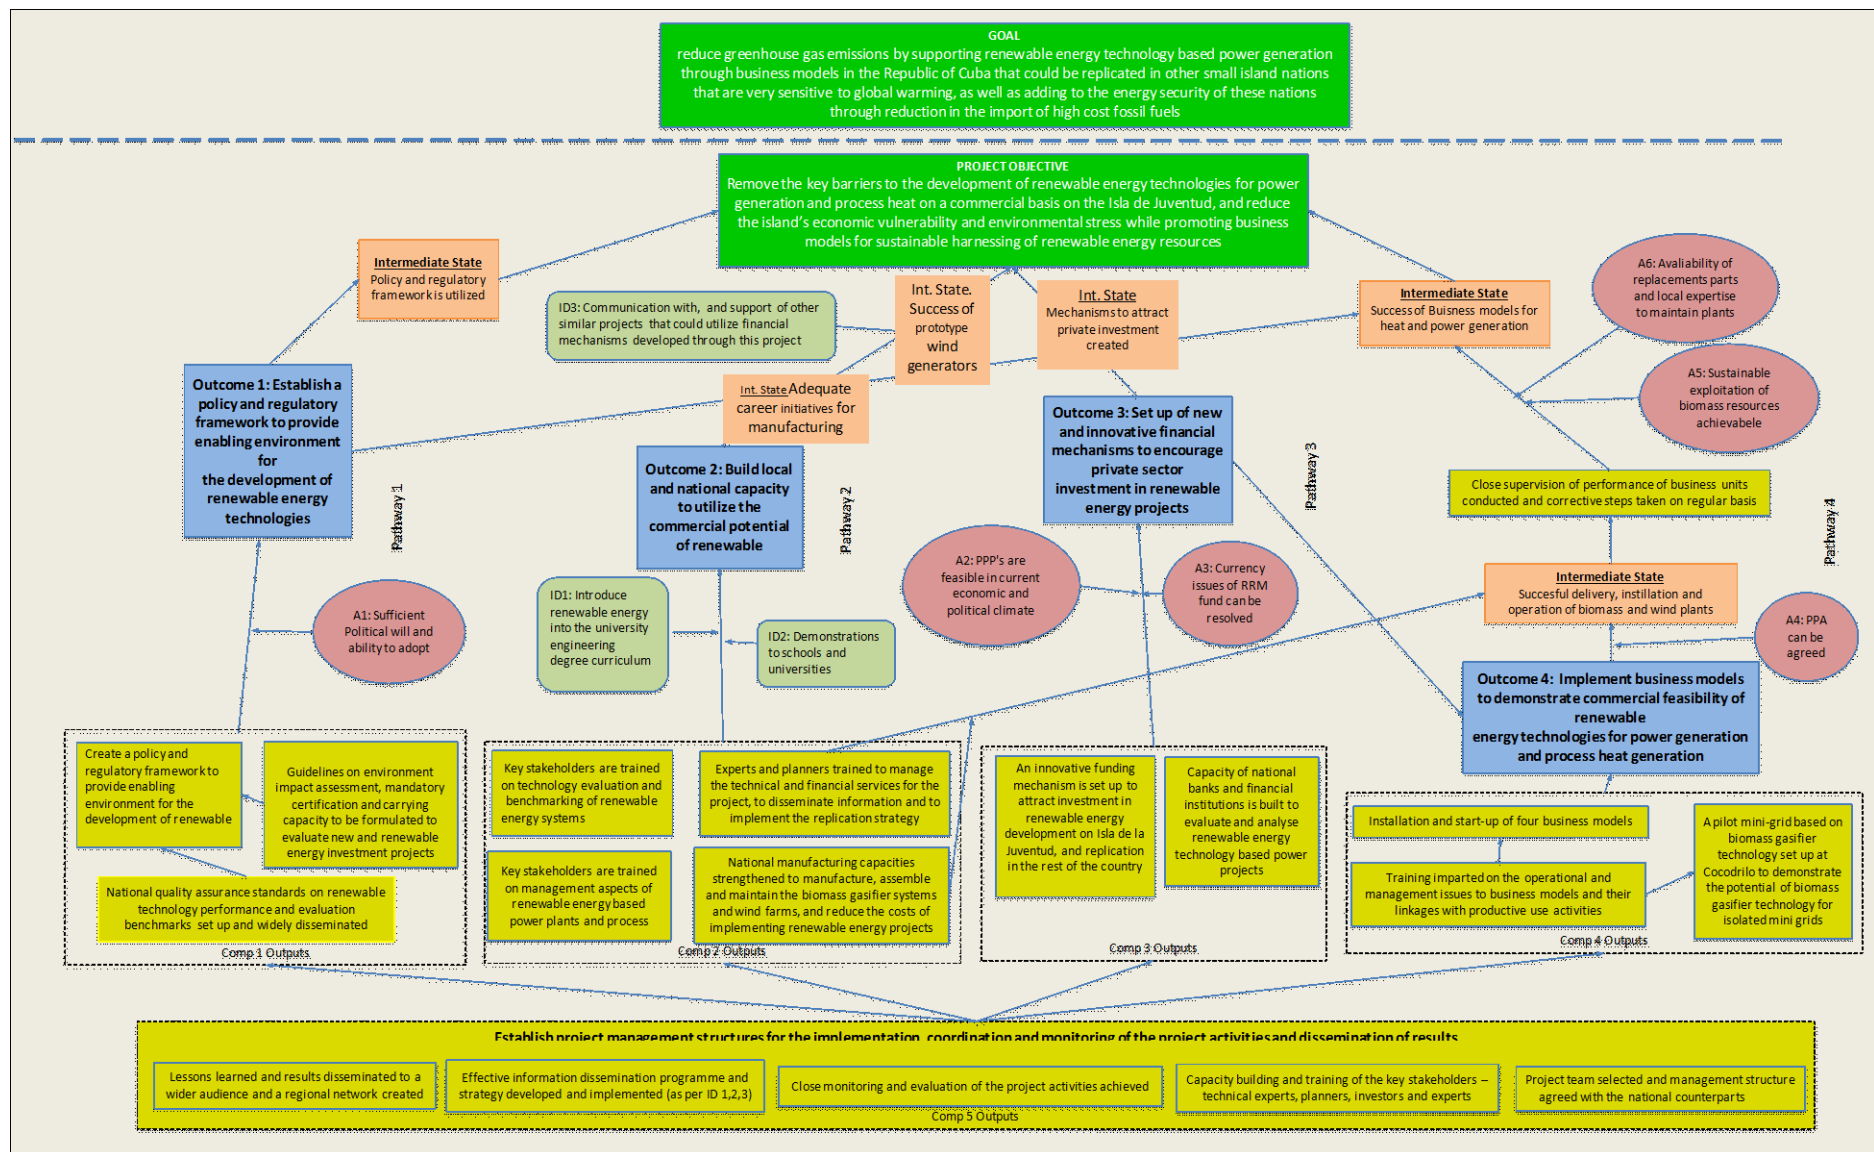 GOAL
reduce greenhouse gas emissions by supporting renewable energy technology based power generation
through business models in the Republic of Cuba that could be replicated in other small island nations
that are very sensitive to global warming, as well as adding to the energy security of these nations
through reduction in the import of high cost fossil fuels
PROJECT OBJECTIVE
Remove the key barriers to the development of renewable energy technologies for power
generation and process heat on a commercial basis on the Isla de Juventud, and reduce
the island's economic vulnerability and environmental stress while promoting business
models for sustainable harnessing of renewable energy resources
Intermediate State
Policy and regulatory
framework is utilized
ID3: Communication with, and support of other
similar projects that could utilize financial
mechanisms developed through this project
Int. State.
Success of
prototype
wind
generators
Int. State
Mechanisms to attract
private investment
created
Intermediate State
Success of Buisness models for
heat and power generation
A6: Avaliability of
replacements parts
and local expertise
to maintain plants
A5: Sustainable
exploitation of
biomass resources
achievabele
Int. State Adequate
career initiatives for
manufacturing
Outcome 1: Establish a
policy and regulatory
framework to provide
enabling environment
for
the development of
renewable energy
technologies
Pathway 1
Outcome 2: Build local
and national capacity
to utilize the
commercial potential
of renewable
Pathway 2
Outcome 3: Set up of new
and innovative financial
mechanisms to encourage
private sector
investment in renewable
energy projects
Pathway 3
Close supervision of performance of business units
conducted and corrective steps taken on regular basis
Pathway 4
A1: Sufficient
Political will and
ability to adopt
ID1: Introduce
renewable energy
into the university
engineering
degree curriculum
ID2: Demonstrations
to schools and
universities
A2: PPP's are
feasible in current
economic and
political climate
A3: Currency
issues of RRM
fund can be
resolved
Intermediate State
Succesful delivery, instillation and
operation of biomass and wind plants
A4: PPA
can be
agreed
Outcome 4: Implement business models
to demonstrate commercial feasibility of
renewable
energy technologies for power generation
and process heat generation
Create a policy and
regulatory framework to
provide enabling
environment for the
development of renewable
Guidelines on environment
impact assessment, mandatory
certification and carrying
capacity to be formulated to
evaluate new and renewable
energy investment projects
National quality assurance standards on renewable
technology performance and evaluation
benchmarks set up and widely disseminated
Comp 1 Outputs
Key stakeholders are trained
on technology evaluation and
benchmarking of renewable
energy systems
Experts and planners trained to manage
the technical and financial services for the
project, to disseminate information and to
implement the replication strategy
Key stakeholders are trained
on management aspects of
renewable energy based
power plants and process
National manufacturing capacities
strengthened to manufacture, assemble
and maintain the biomass gasifier systems
and wind farms, and reduce the costs of
implementing renewable energy projects
Comp 2 Outputs
An innovative funding
mechanism is set up to
attract investment in
renewable energy
development on Isla de la
Juventud, and replication
in the rest of the country
Capacity of national
banks and financial
institutions is built to
evaluate and analyse
renewable energy
technology based power
projects
Comp 3 Outputs
Installation and start-up of four business models
Training imparted on the operational and
management issues to business models and their
linkages with productive use activities
A pilot mini-grid based on
biomass gasifier
technology set up at
Cocodrilo to demonstrate
the potential of biomass
gasifier technology for
isolated mini grids
Comp 4 Outputs
Establish project management structures for the implementation, coordination and monitoring of the project activities and dissemination of results
Lessons learned and results disseminated to a
wider audience and a regional network created
Effective information dissemination programme and
strategy developed and implemented (as per ID 1,2,3)
Close monitoring and evaluation of the project activities achieved
Capacity building and training of the key stakeholders –
technical experts, planners, investors and experts
Project team selected and management structure
agreed with the national counterparts
Comp 5 Outputs